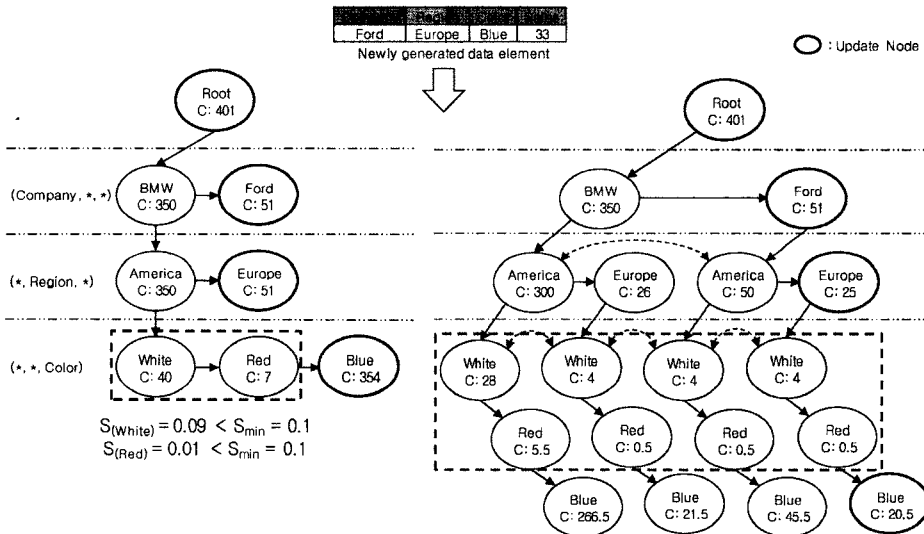 Red
Ford Europe Blue 33
Newly generated data element
: Update Node
Root
C: 401
Root
C: 401
(Company, *, *)
BMW
C: 350
Ford
C: 51
BMW
C: 350
Ford
C: 51
(*, Region, *)
America
C: 350
Europe
C: 51
America
C: 300
Europe
C: 26
America
C: 50
Europe
C: 25
(*, *, Color)
White
C: 40
Red
C: 7
Blue
C: 354
White
C: 28
White
C: 4
White
C: 4
White
C: 4
S(White) = 0.09 < Smin = 0.1
S(Red) = 0.01 < Smin = 0.1
Red
C: 5.5
Red
C: 0.5
Red
C: 0.5
Red
C: 0.5
Blue
C: 266.5
Blue
C: 21.5
Blue
C: 45.5
Blue
C: 20.5